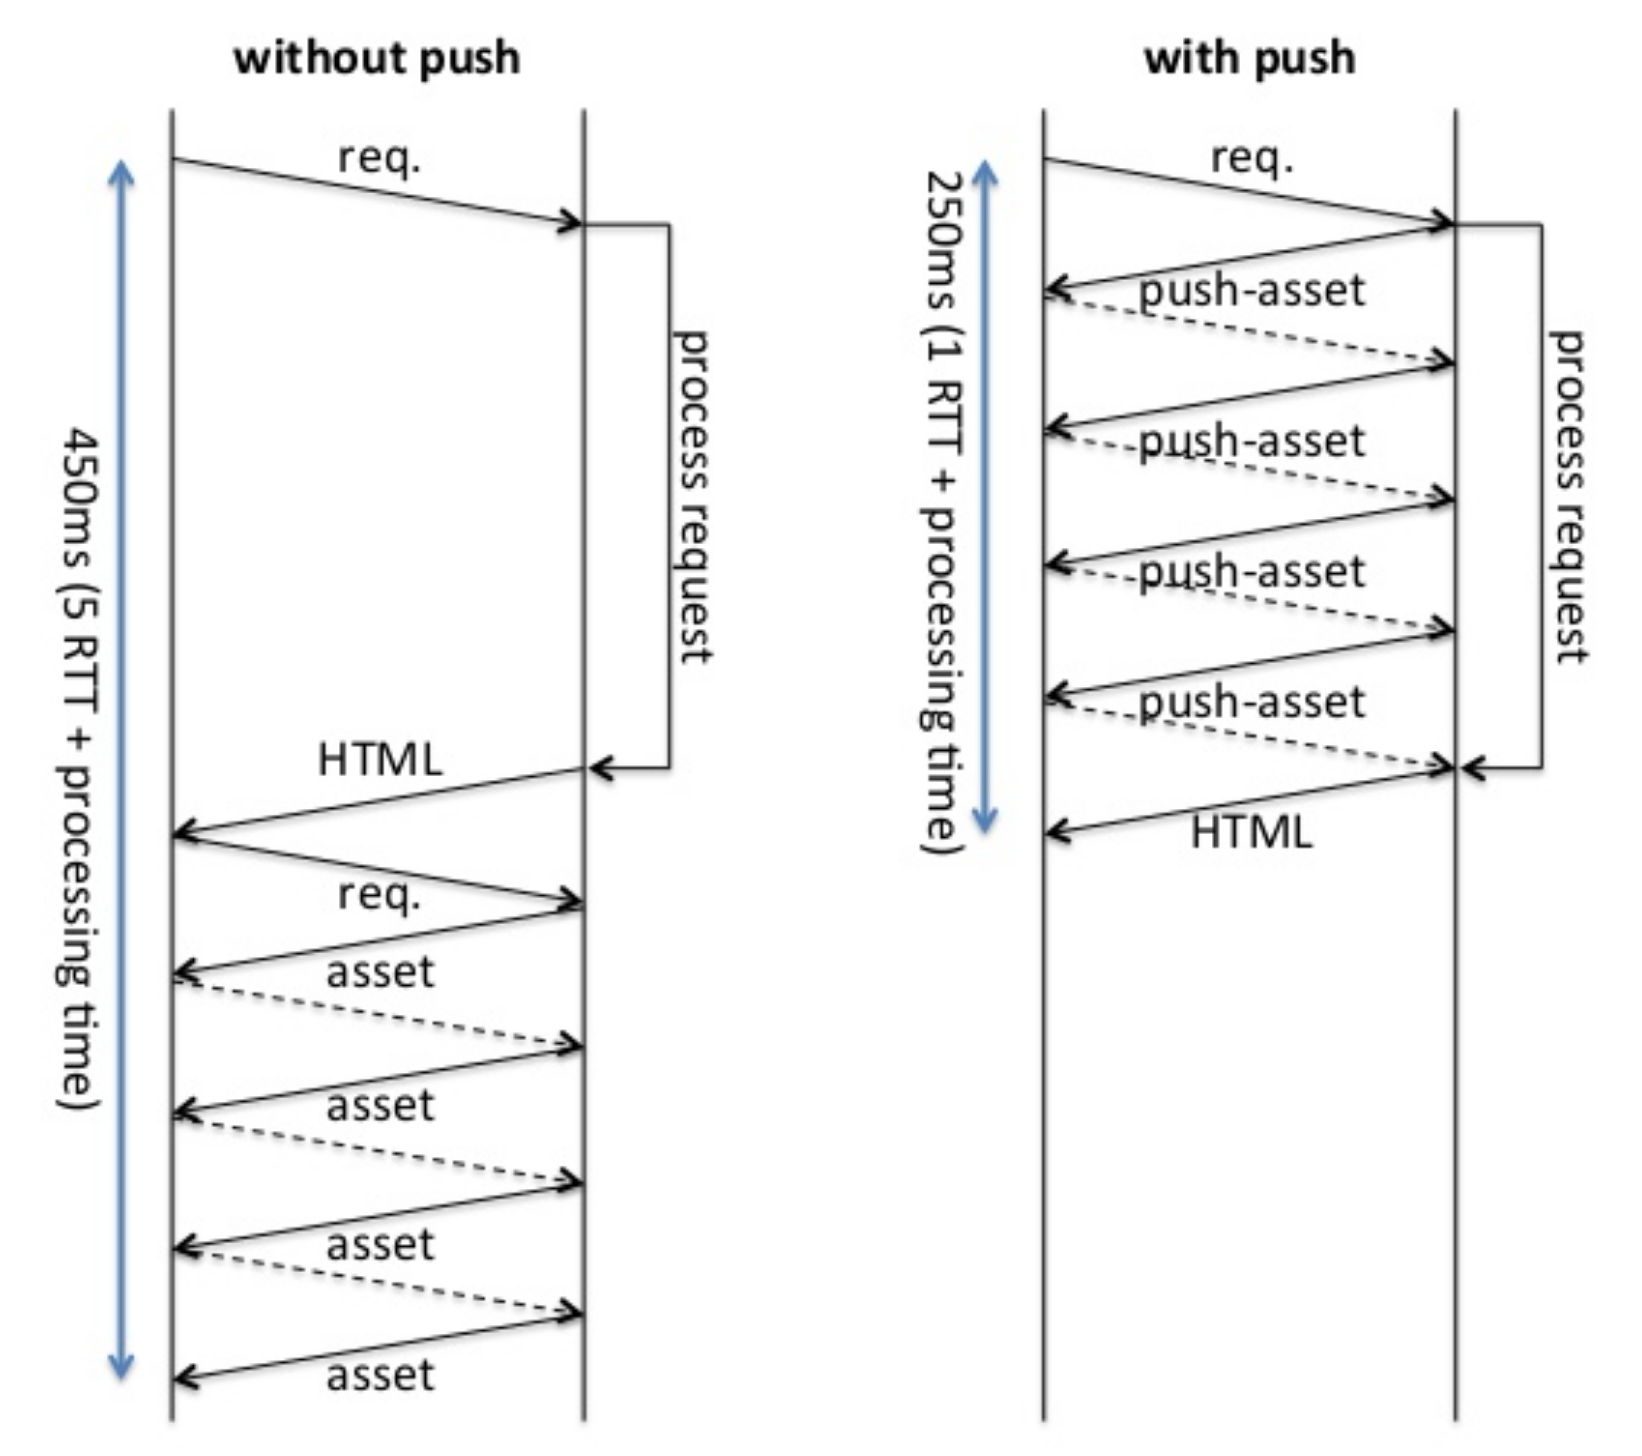 without push
req.
process request
450ms (5 RTT + processing time)
HTML
req.
asset
asset
asset
asset
with push
req.
250ms (1 RTT + processing time)
push-asset
push-asset
process request
push-asset
push-asset
HTML